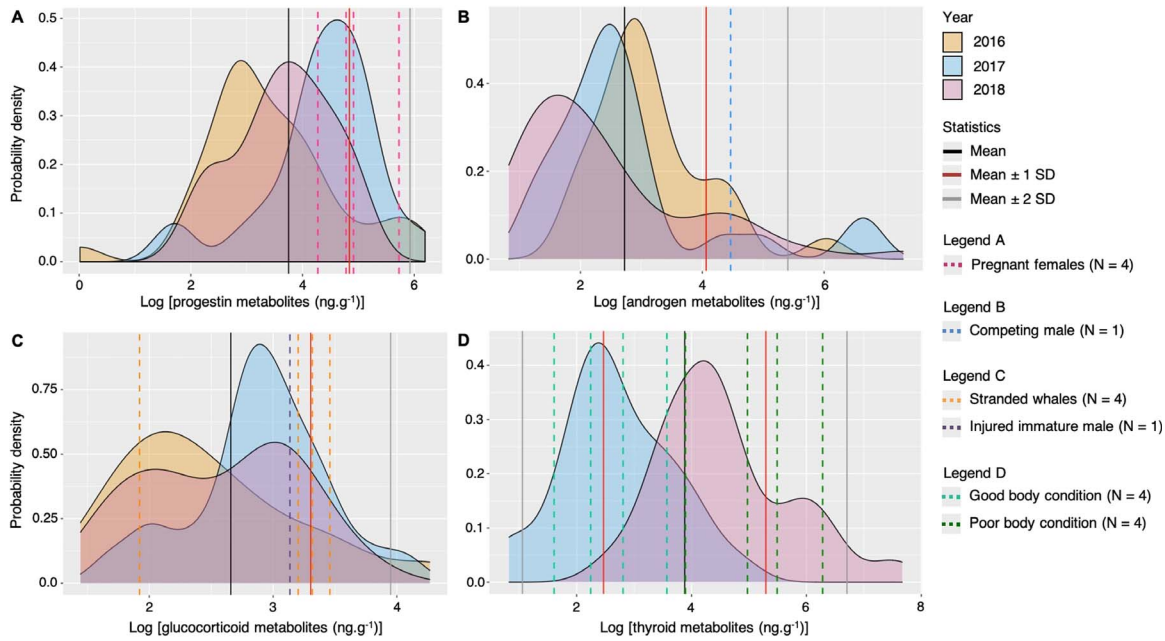 A
0.5
0.4
0.3
0.2
0.1
0.0
Probability density
0 2 4 6
Log [progestin metabolites (ng.g-1)]
B
0.4
0.2
0.0
2 4 6
Log [androgen metabolites (ng.g-1)]
C
0.75
0.50
0.25
0.0
Probability density
2 3 4
Log [glucocorticoid metabolites (ng.g-1)]
D
0.4
0.3
0.2
0.1
0.0
2 4 6 8
Log [thyroid metabolites (ng.g-1)]
Year
2016
2017
2018
Statistics
Mean
Mean ± 1 SD
Mean ± 2 SD
Legend A
Pregnant females (N = 4)
Legend B
Competing male (N = 1)
Legend C
Stranded whales (N = 4)
Injured immature male (N = 1)
Legend D
Good body condition (N = 4)
Poor body condition (N = 4)